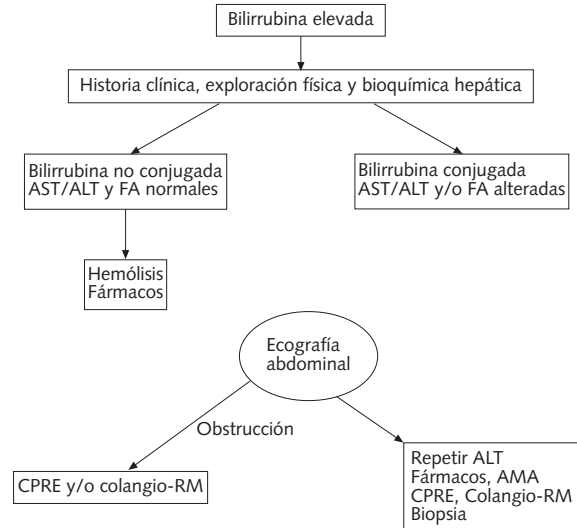 Bilirrubina elevada
Historia clínica, exploración física y bioquímica hepática
Bilirrubina no conjugada
AST/ALT y FA normales
Bilirrubina conjugada
AST/ALT y/o FA alteradas
Hemólisis
Fármacos
Ecografía
abdominal
Obstrucción
CPRE y/o colangio-RM
Repetir ALT
Fármacos, AMA
CPRE, Colangio-RM
Biopsia